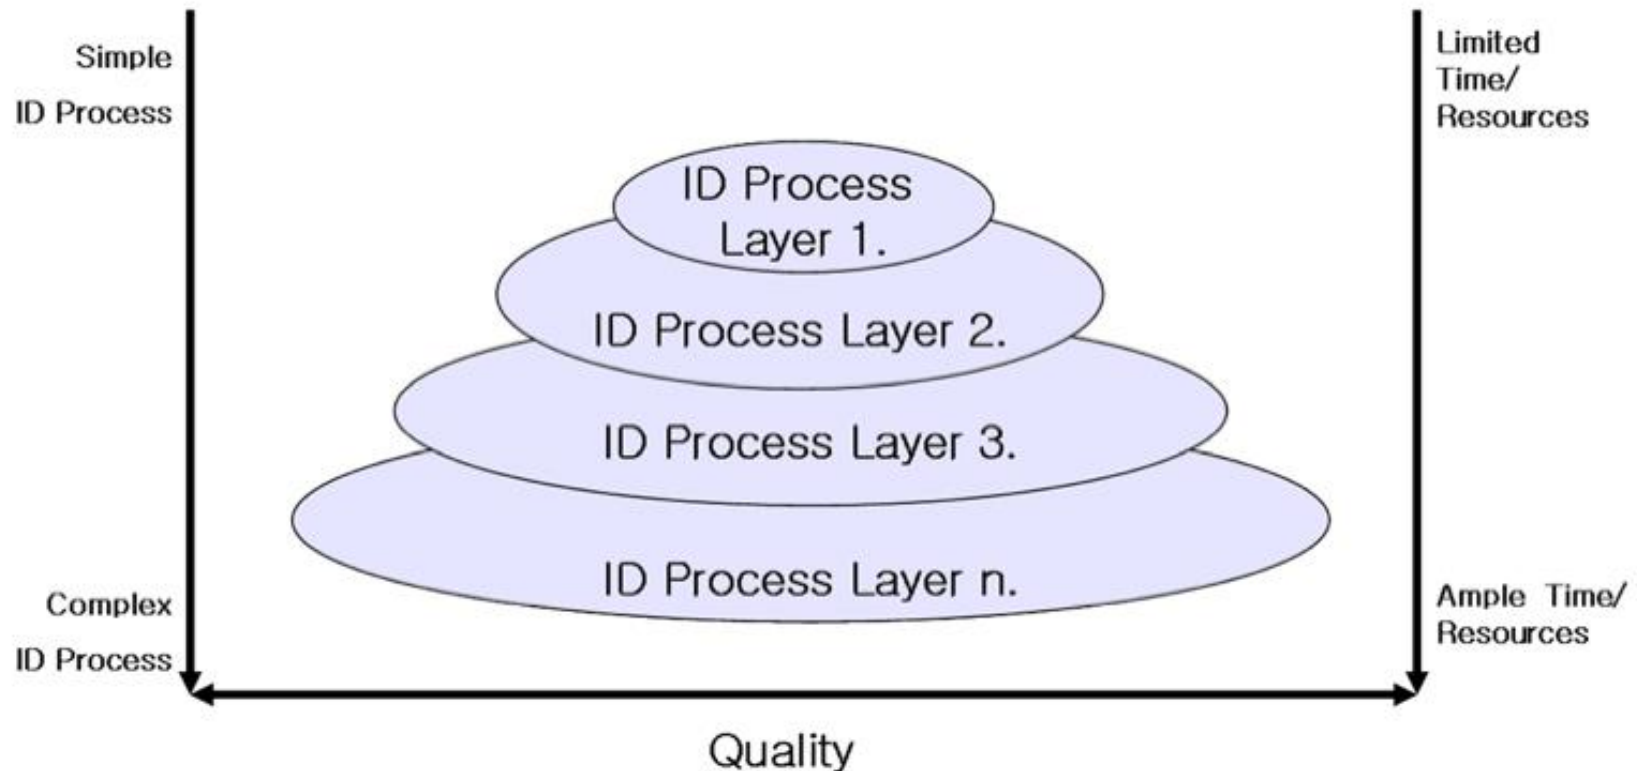 Simple
ID Process
Limited
Time/
Resources
ID Process
Layer 1.
ID Process Layer 2.
ID Process Layer 3.
ID Process Layer n.
Complex
ID Process
Ample Time/
Resources
Quality